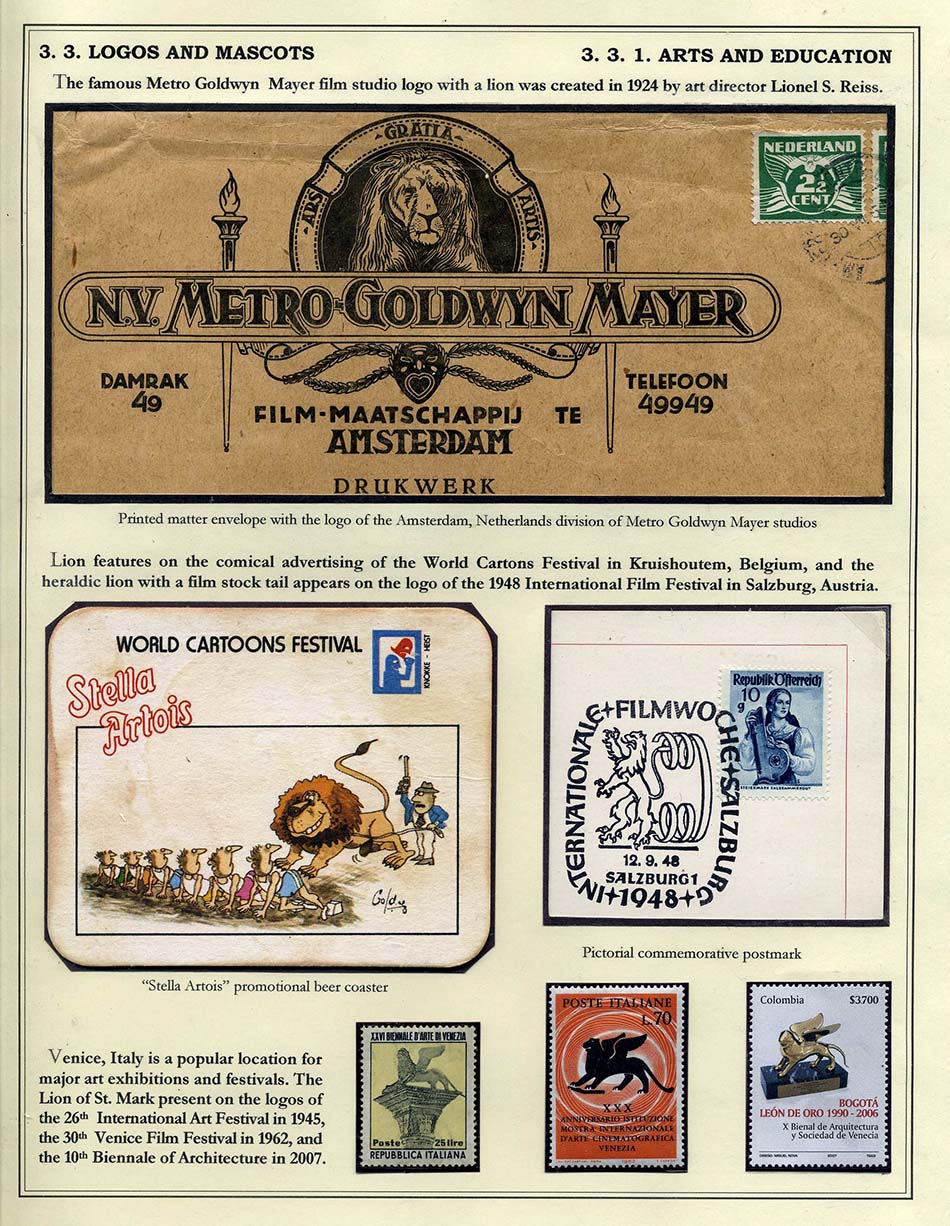 3. 3. LOGOS AND MASCOTS
3. 3. 1. ARTS AND EDUCATION
The famous Metro Goldwyn Mayer film studio logo with a lion was created in 1924 by art director Lionel S. Reiss.
ARS GRATIA ARTIS
NEDERLAND
2½
CENT
N.V. METRO-GOLDWYN MAYER
DAMRAK
49
TELEFOON
49949
FILM-MAATSCHAPPIJ TE
AMSTERDAM
DRUKWERK
Printed matter envelope with the logo of the Amsterdam, Netherlands division of Metro Goldwyn Mayer studios
Lion features on the comical advertising of the World Cartons Festival in Kruishoutem, Belgium, and the
heraldic lion with a film stock tail appears on the logo of the 1948 International Film Festival in Salzburg, Austria.
WORLD CARTOONS FESTIVAL
KNOKKE - HEIST
Stella
Artois
Republik Österreich
10
g
STEIERMARK SALZKAMMERGUT
INTERNATIONALE+FILMWOCHE+SALZBURG
12. 9. 48
SALZBURG 1
+1948+
Pictorial commemorative postmark
"Stella Artois" promotional beer coaster
Venice, Italy is a popular location for
major art exhibitions and festivals. The
Lion of St. Mark present on the logos of
the 26th International Art Festival in 1945,
the 30th Venice Film Festival in 1962, and
the 10th Biennale of Architecture in 2007.
XXVI BIENNALE D'ARTE DI VENEZIA
Poste 25 lire
REPUBBLICA ITALIANA
POSTE ITALIANE
L.70
XXX
ANNIVERSARIO ISTITUZIONE
MOSTRA INTERNAZIONALE
D'ARTE CINEMATOGRAFICA
VENEZIA
Colombia $3.700
BOGOTÁ
LEÓN DE ORO 1990 - 2006
X Bienal de Arquitectura
y Sociedad de Venecia